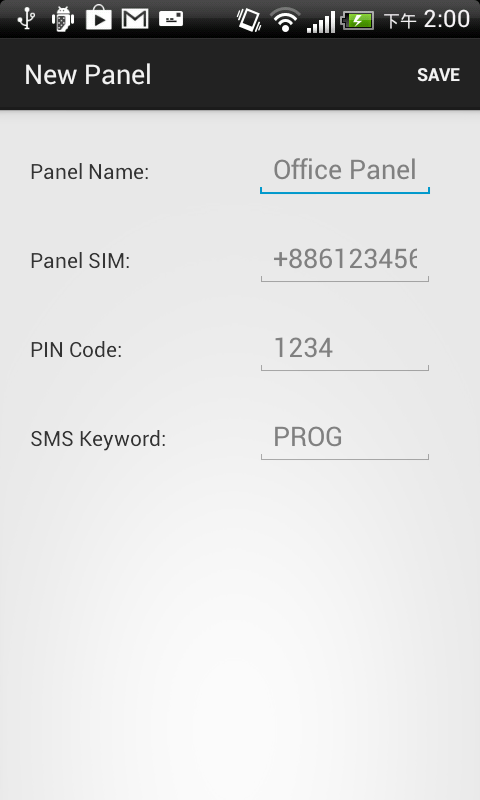 下午 2:00
New Panel SAVE
Panel Name: Office Panel
Panel SIM: +886123456
PIN Code: 1234
SMS Keyword: PROG